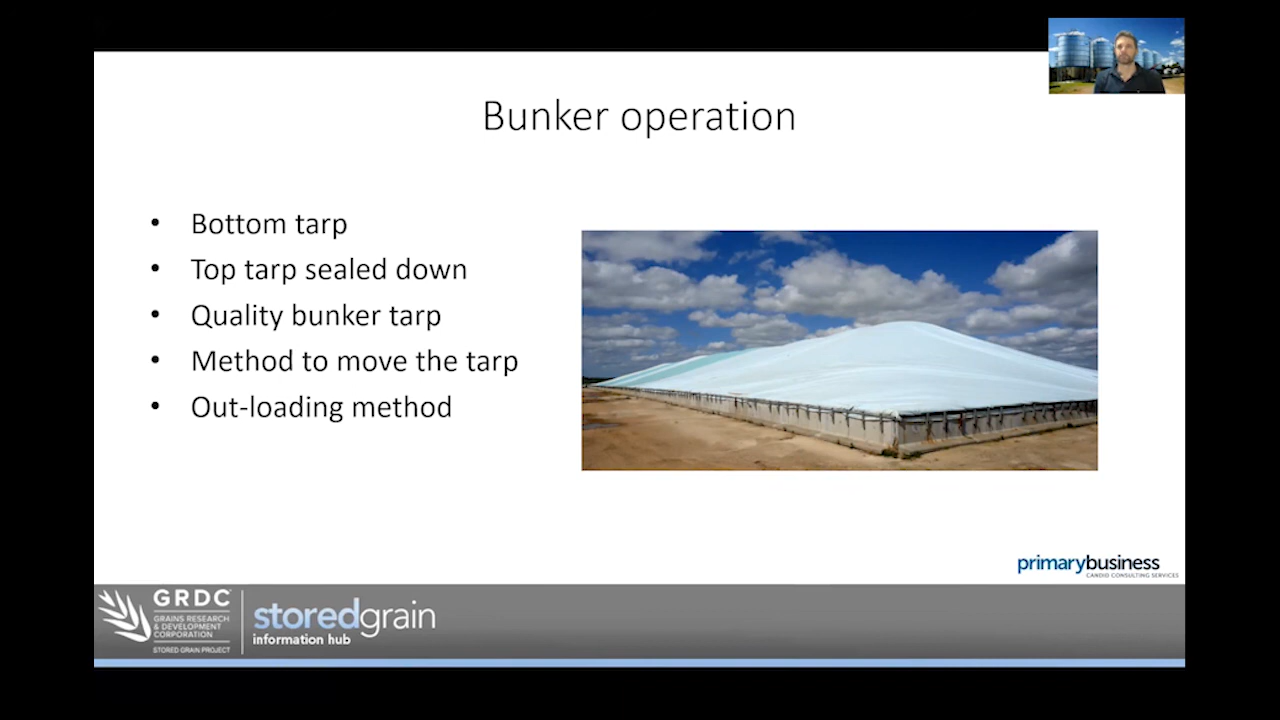 Bunker operation
• Bottom tarp
• Top tarp sealed down
• Quality bunker tarp
• Method to move the tarp
• Out-loading method
primarybusiness
CANDID CONSULTING SERVICES
GRDC
GRAINS RESEARCH
& DEVELOPMENT
CORPORATION
STORED GRAIN PROJECT
storedgrain
information hub